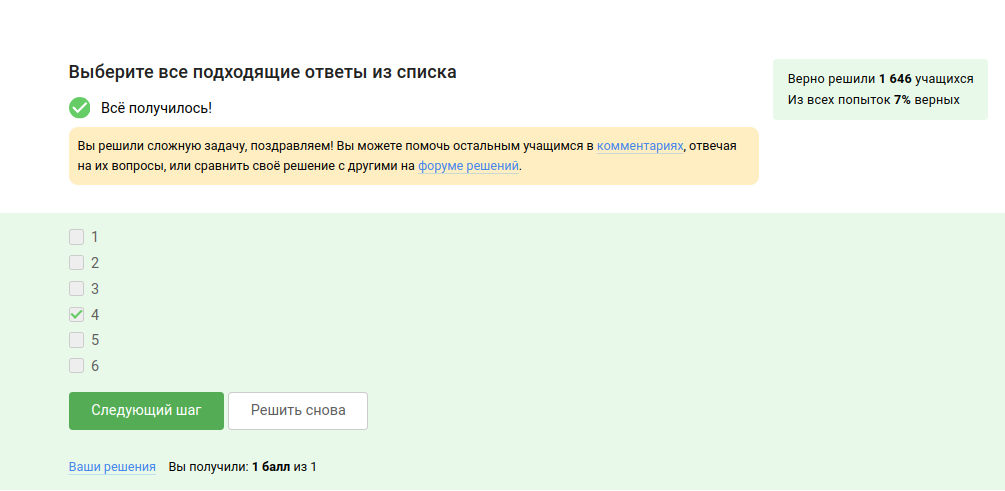 Выберите все подходящие ответы из списка
Верно решили 1 646 учащихся
Из всех попыток 7% верных
Всё получилось!
Вы решили сложную задачу, поздравляем! Вы можете помочь остальным учащимся в комментариях, отвечая
на их вопросы, или сравнить своё решение с другими на форуме решений.
1
2
3
4
5
6
Следующий шаг
Решить снова
Ваши решения Вы получили: 1 балл из 1